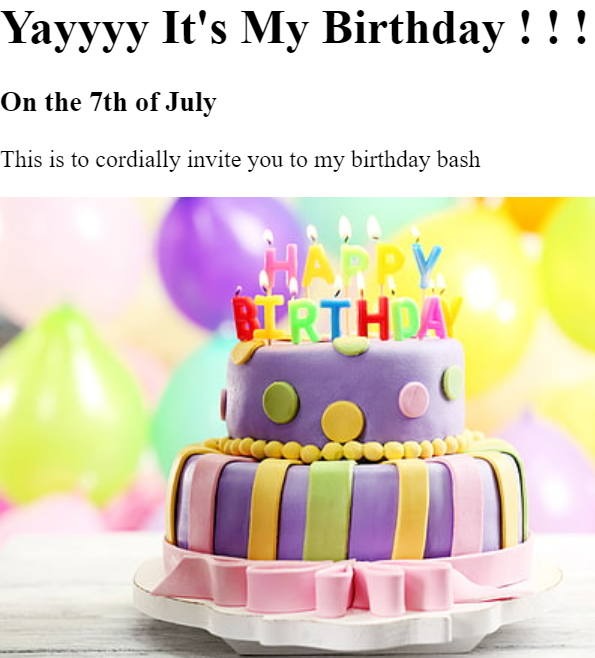 Yayyyy It's My Birthday ! ! !
On the 7th of July
This is to cordially invite you to my birthday bash
HAPPY
BIRTHDAY